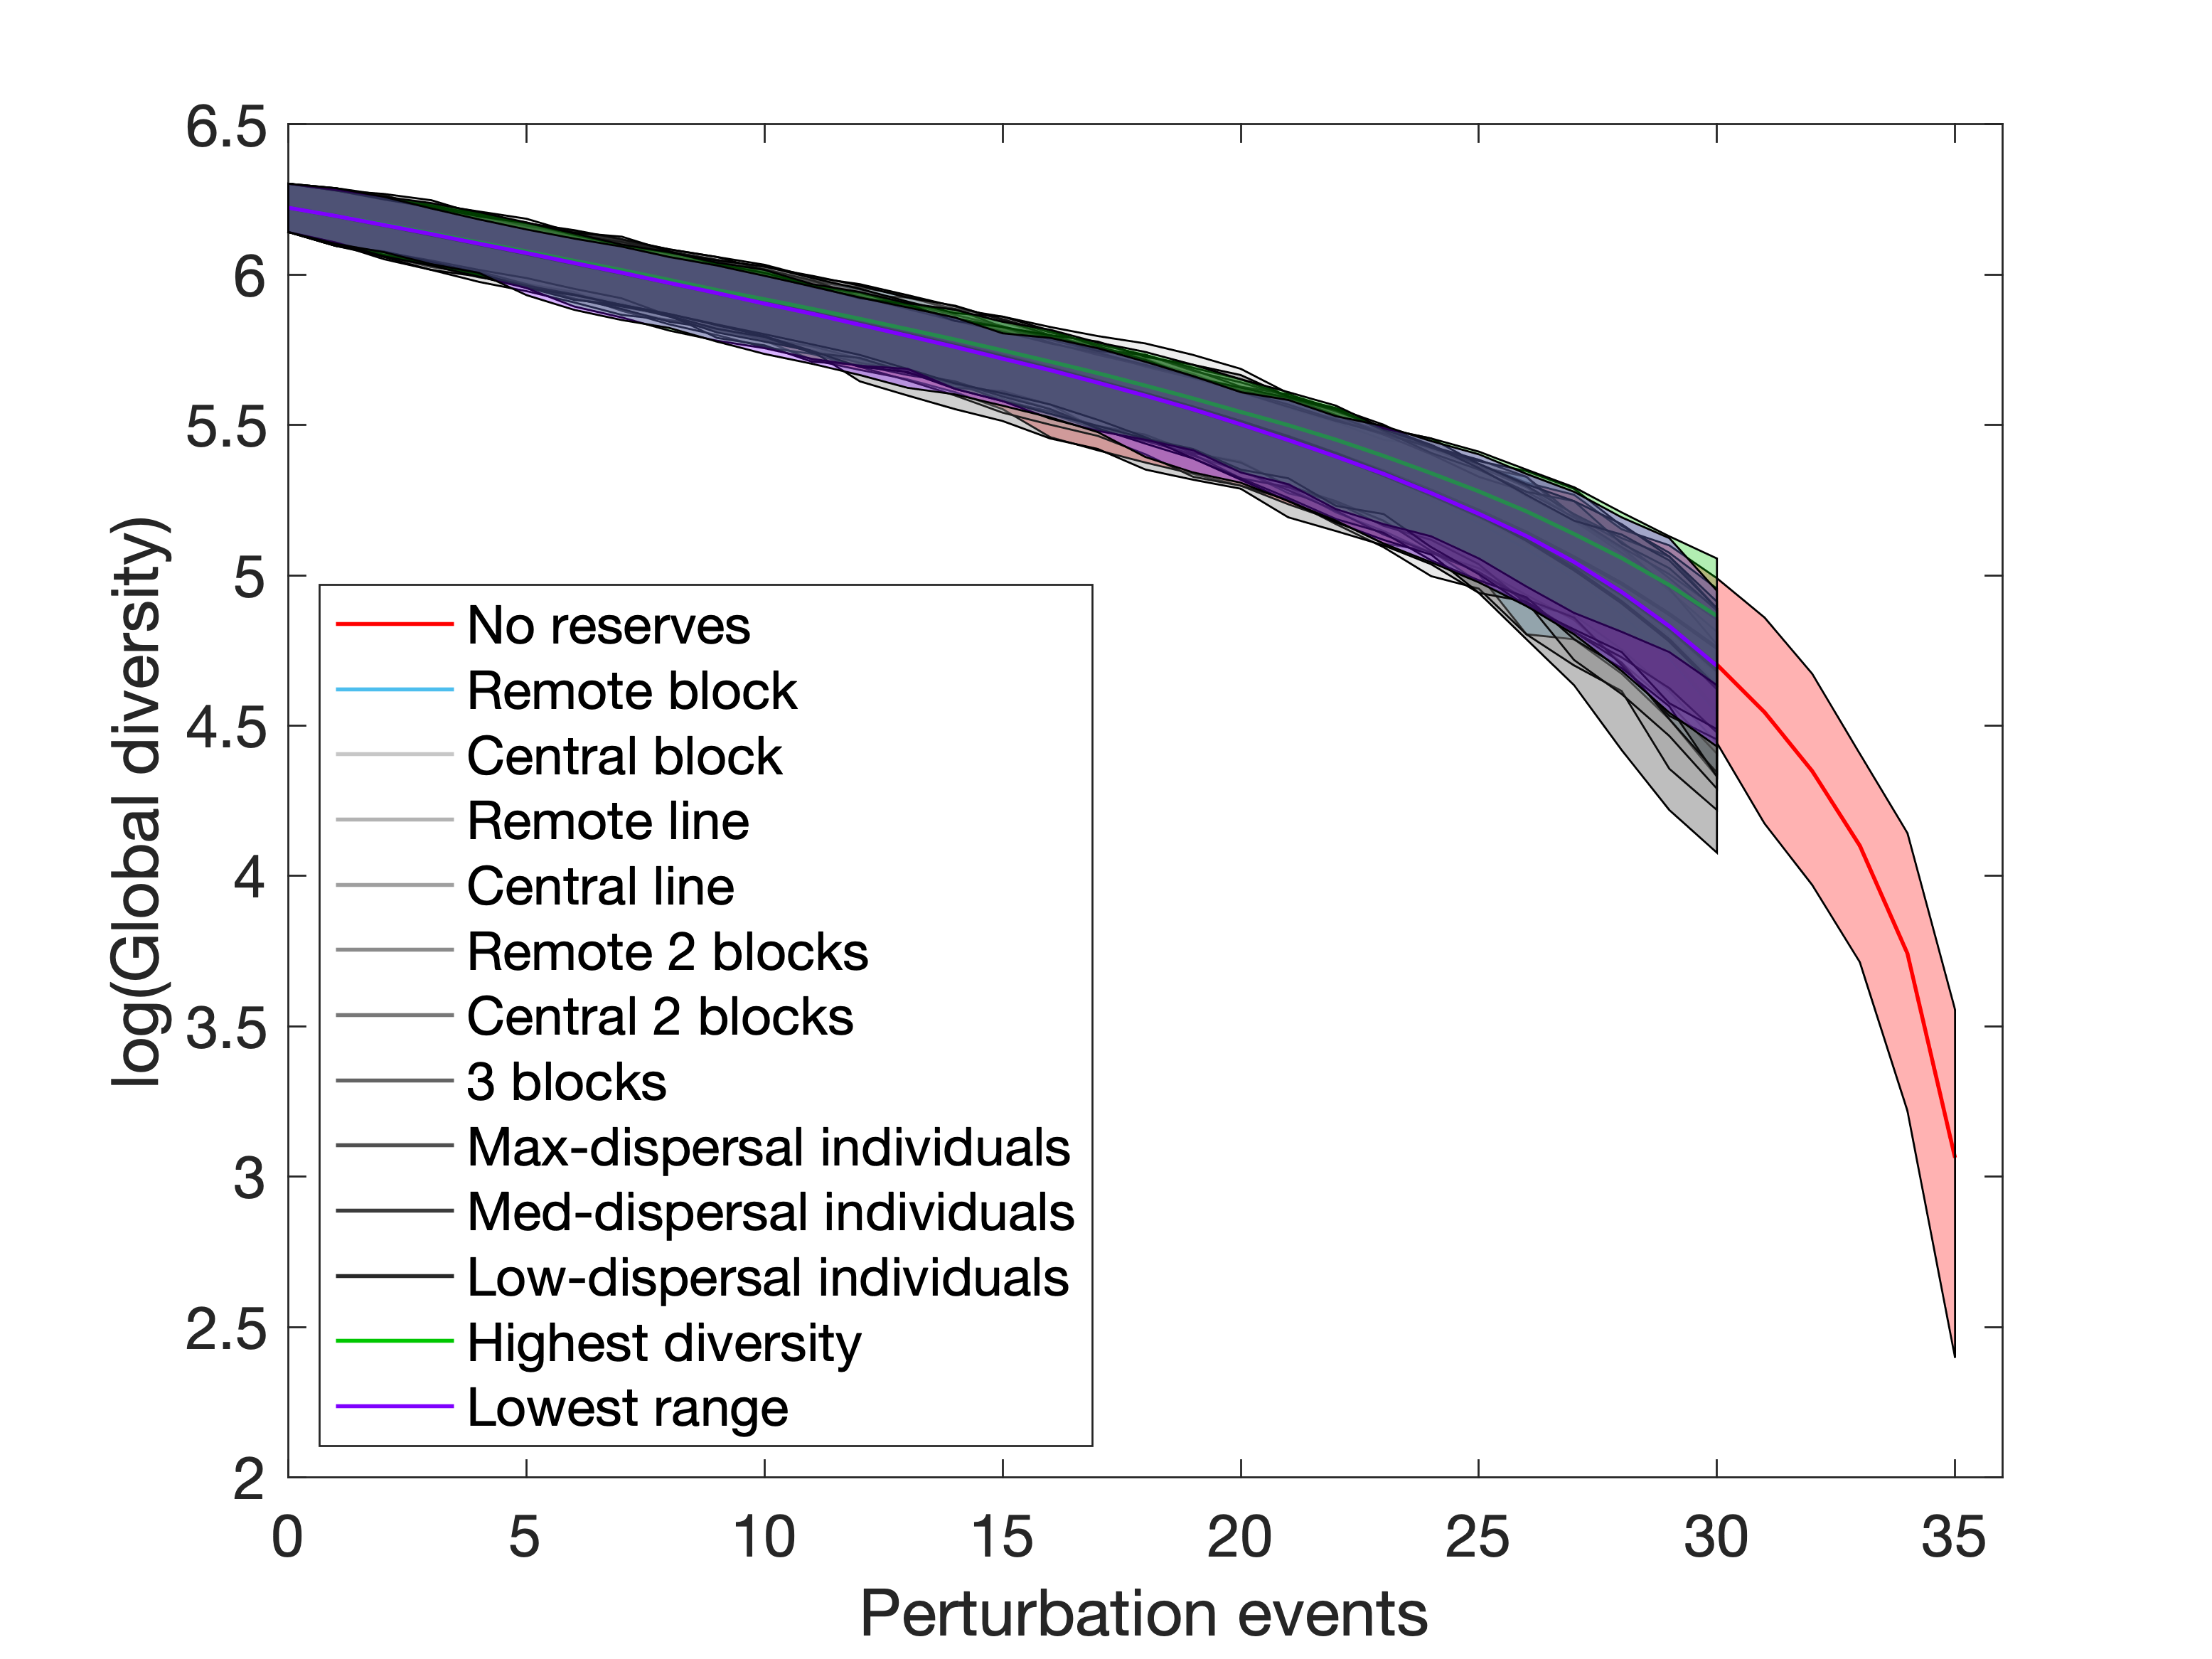 log(Global diversity)
6.5
6
5.5
5
4.5
4
3.5
3
2.5
2
No reserves
Remote block
Central block
Remote line
Central line
Remote 2 blocks
Central 2 blocks
3 blocks
Max-dispersal individuals
Med-dispersal individuals
Low-dispersal individuals
Highest diversity
Lowest range
0 5 10 15 20 25 30 35
Perturbation events